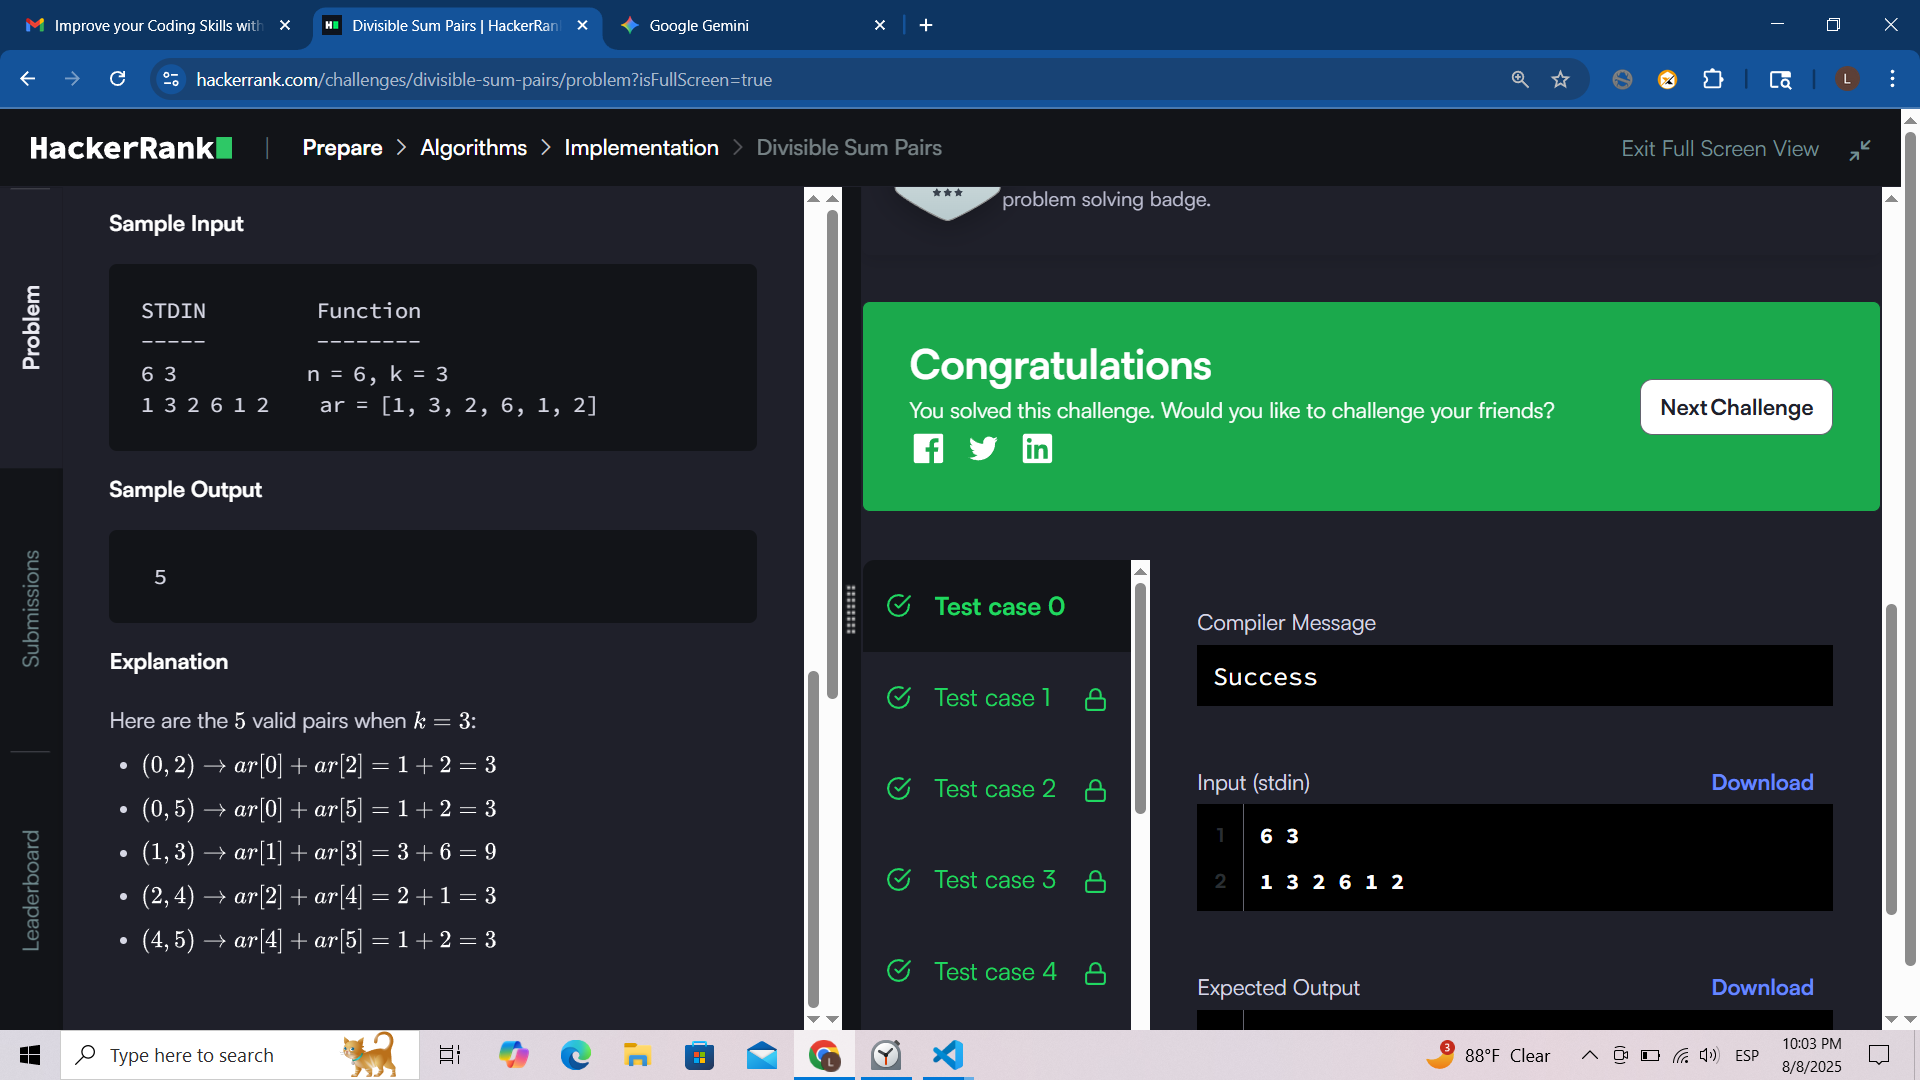 Improve your Coding Skills with
Divisible Sum Pairs | HackerRan
Google Gemini
hackerrank.com/challenges/divisible-sum-pairs/problem?isFullScreen=true
L
HackerRank
Prepare > Algorithms > Implementation > Divisible Sum Pairs
Exit Full Screen View
Problem
Submissions
Leaderboard
Sample Input
STDIN Function
----- --------
6 3 n = 6, k = 3
1 3 2 6 1 2 ar = [1, 3, 2, 6, 1, 2]
Sample Output
5
Explanation
Here are the 5 valid pairs when k = 3:
• (0, 2) → ar[0] + ar[2] = 1 + 2 = 3
• (0, 5) → ar[0] + ar[5] = 1 + 2 = 3
• (1, 3) → ar[1] + ar[3] = 3 + 6 = 9
• (2, 4) → ar[2] + ar[4] = 2 + 1 = 3
• (4, 5) → ar[4] + ar[5] = 1 + 2 = 3
problem solving badge.
Congratulations
You solved this challenge. Would you like to challenge your friends?
Next Challenge
Test case 0
Test case 1
Test case 2
Test case 3
Test case 4
Compiler Message
Success
Input (stdin)
Download
1 6 3
2 1 3 2 6 1 2
Expected Output
Download
Type here to search
L
3
88°F Clear
ESP
10:03 PM
8/8/2025